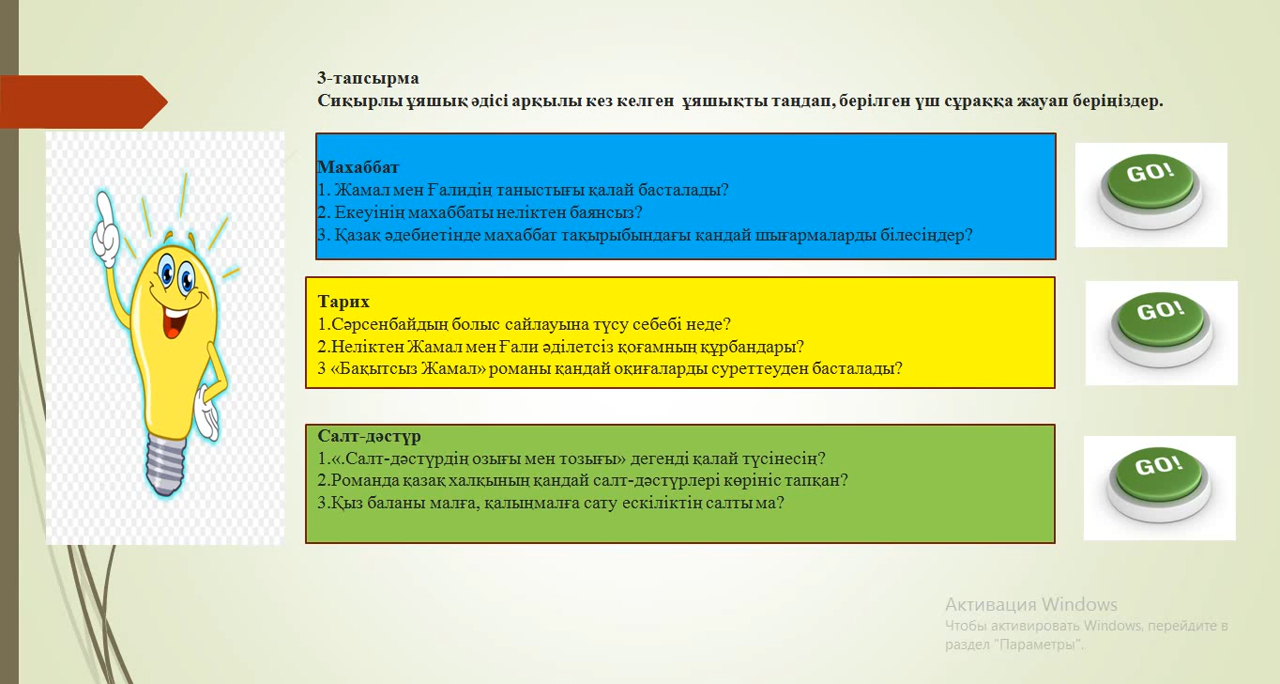 3-тапсырма
Сиқырлы ұяшық әдісі арқылы кез келген ұяшықты таңдап, берілген үш сұраққа жауап беріңіздер.
Махаббат
1. Жамал мен Ғалидің таныстығы қалай басталады?
2. Екеуінің махаббаты неліктен баянсыз?
3. Қазақ әдебиетінде махаббат тақырыбындағы қандай шығармаларды білесіңдер?
GO!
Тарих
1.Сәрсенбайдың болыс сайлауына түсу себебі неде?
2.Неліктен Жамал мен Ғали әділетсіз қоғамның құрбандары?
3 «Бақытсыз Жамал» романы қандай оқиғаларды суреттеуден басталады?
GO!
Салт-дәстүр
1.«.Салт-дәстүрдің озығы мен тозығы» дегенді қалай түсінесің?
2.Романда қазақ халқының қандай салт-дәстүрлері көрініс тапқан?
3.Қыз баланы малға, қалыңмалға сату ескіліктің салты ма?
GO!
Активация Windows
Чтобы активировать Windows, перейдите в
раздел "Параметры".